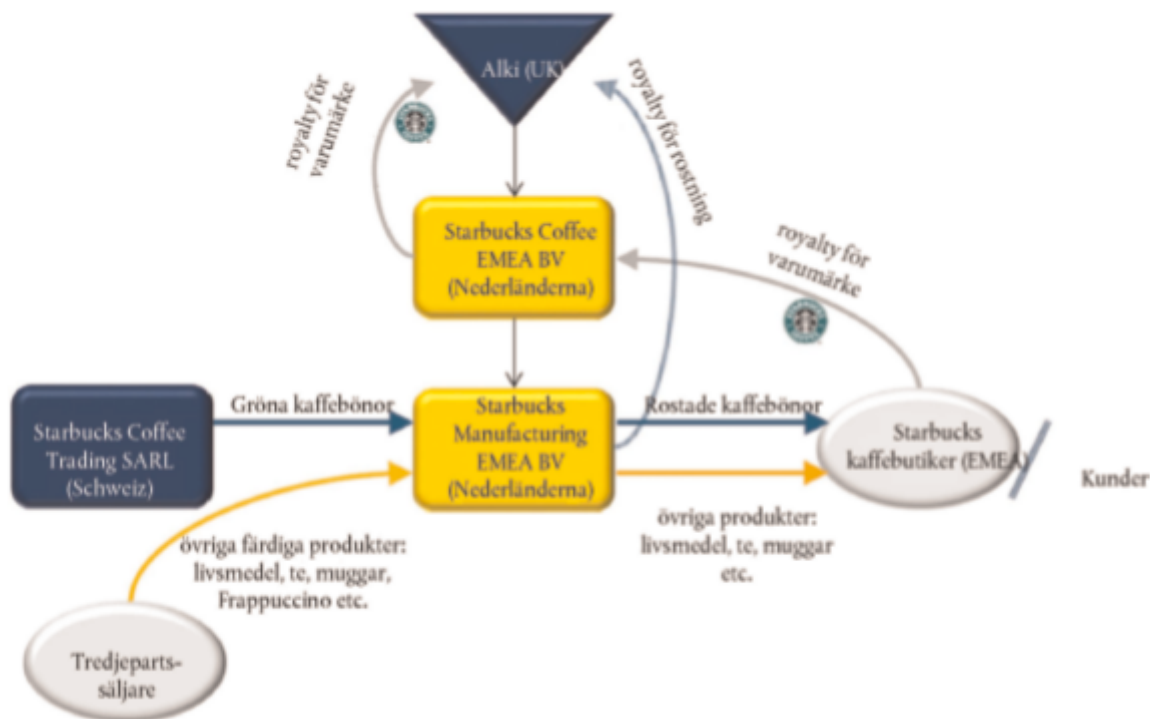 Alki (UK)
royalty för
varumärke
royalty för rostning
Starbucks Coffee
EMEA BV
(Nederländerna)
royalty för
varumärke
Starbucks Coffee
Trading SARL
(Schweiz)
Gröna kaffebönor
Starbucks
Manufacturing
EMEA BV
(Nederländerna)
Rostade kaffebönor
Starbucks
kaffebutiker (EMEA)
Kunder
övriga färdiga produkter:
livsmedel, te, muggar,
Frappuccino etc.
övriga produkter:
livsmedel, te, muggar
etc.
Tredjeparts-
säljare